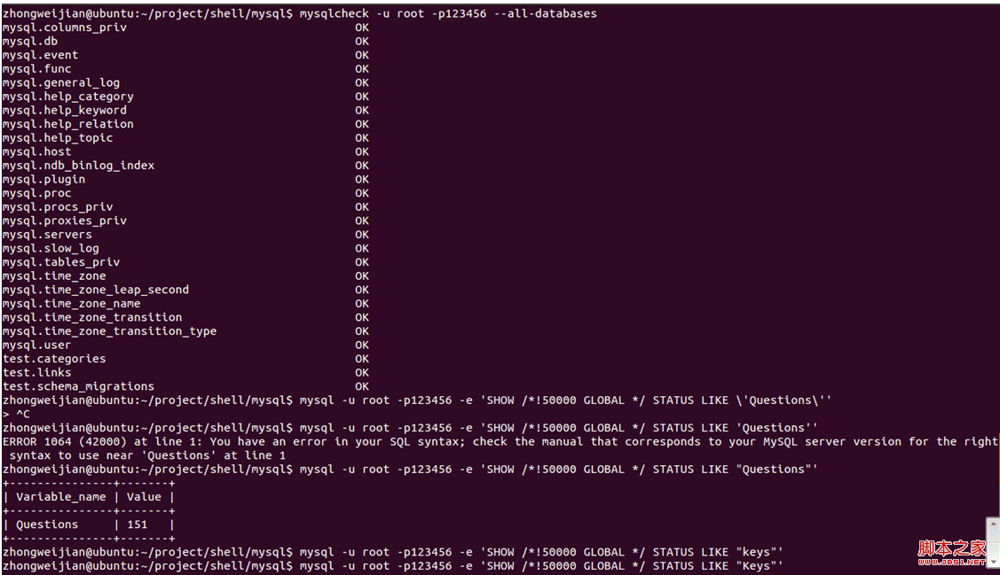 zhongweijian@ubuntu:~/project/shell/mysql$ mysqlcheck -u root -p123456 --all-databases
mysql.columns_priv OK
mysql.db OK
mysql.event OK
mysql.func OK
mysql.general_log OK
mysql.help_category OK
mysql.help_keyword OK
mysql.help_relation OK
mysql.help_topic OK
mysql.host OK
mysql.ndb_binlog_index OK
mysql.plugin OK
mysql.proc OK
mysql.procs_priv OK
mysql.proxies_priv OK
mysql.servers OK
mysql.slow_log OK
mysql.tables_priv OK
mysql.time_zone OK
mysql.time_zone_leap_second OK
mysql.time_zone_name OK
mysql.time_zone_transition OK
mysql.time_zone_transition_type OK
mysql.user OK
test.categories OK
test.links OK
test.schema_migrations OK
zhongweijian@ubuntu:~/project/shell/mysql$ mysql -u root -p123456 -e 'SHOW /*!50000 GLOBAL */ STATUS LIKE \'Questions\''
> ^C
zhongweijian@ubuntu:~/project/shell/mysql$ mysql -u root -p123456 -e 'SHOW /*!50000 GLOBAL */ STATUS LIKE 'Questions''
ERROR 1064 (42000) at line 1: You have an error in your SQL syntax; check the manual that corresponds to your MySQL server version for the right
 syntax to use near 'Questions' at line 1
zhongweijian@ubuntu:~/project/shell/mysql$ mysql -u root -p123456 -e 'SHOW /*!50000 GLOBAL */ STATUS LIKE "Questions"'
+---------------+-------+
| Variable_name | Value |
+---------------+-------+
| Questions     | 151   |
+---------------+-------+
zhongweijian@ubuntu:~/project/shell/mysql$ mysql -u root -p123456 -e 'SHOW /*!50000 GLOBAL */ STATUS LIKE "keys"'
zhongweijian@ubuntu:~/project/shell/mysql$ mysql -u root -p123456 -e 'SHOW /*!50000 GLOBAL */ STATUS LIKE "Keys"'
脚本之家
WWW.JB51.NET